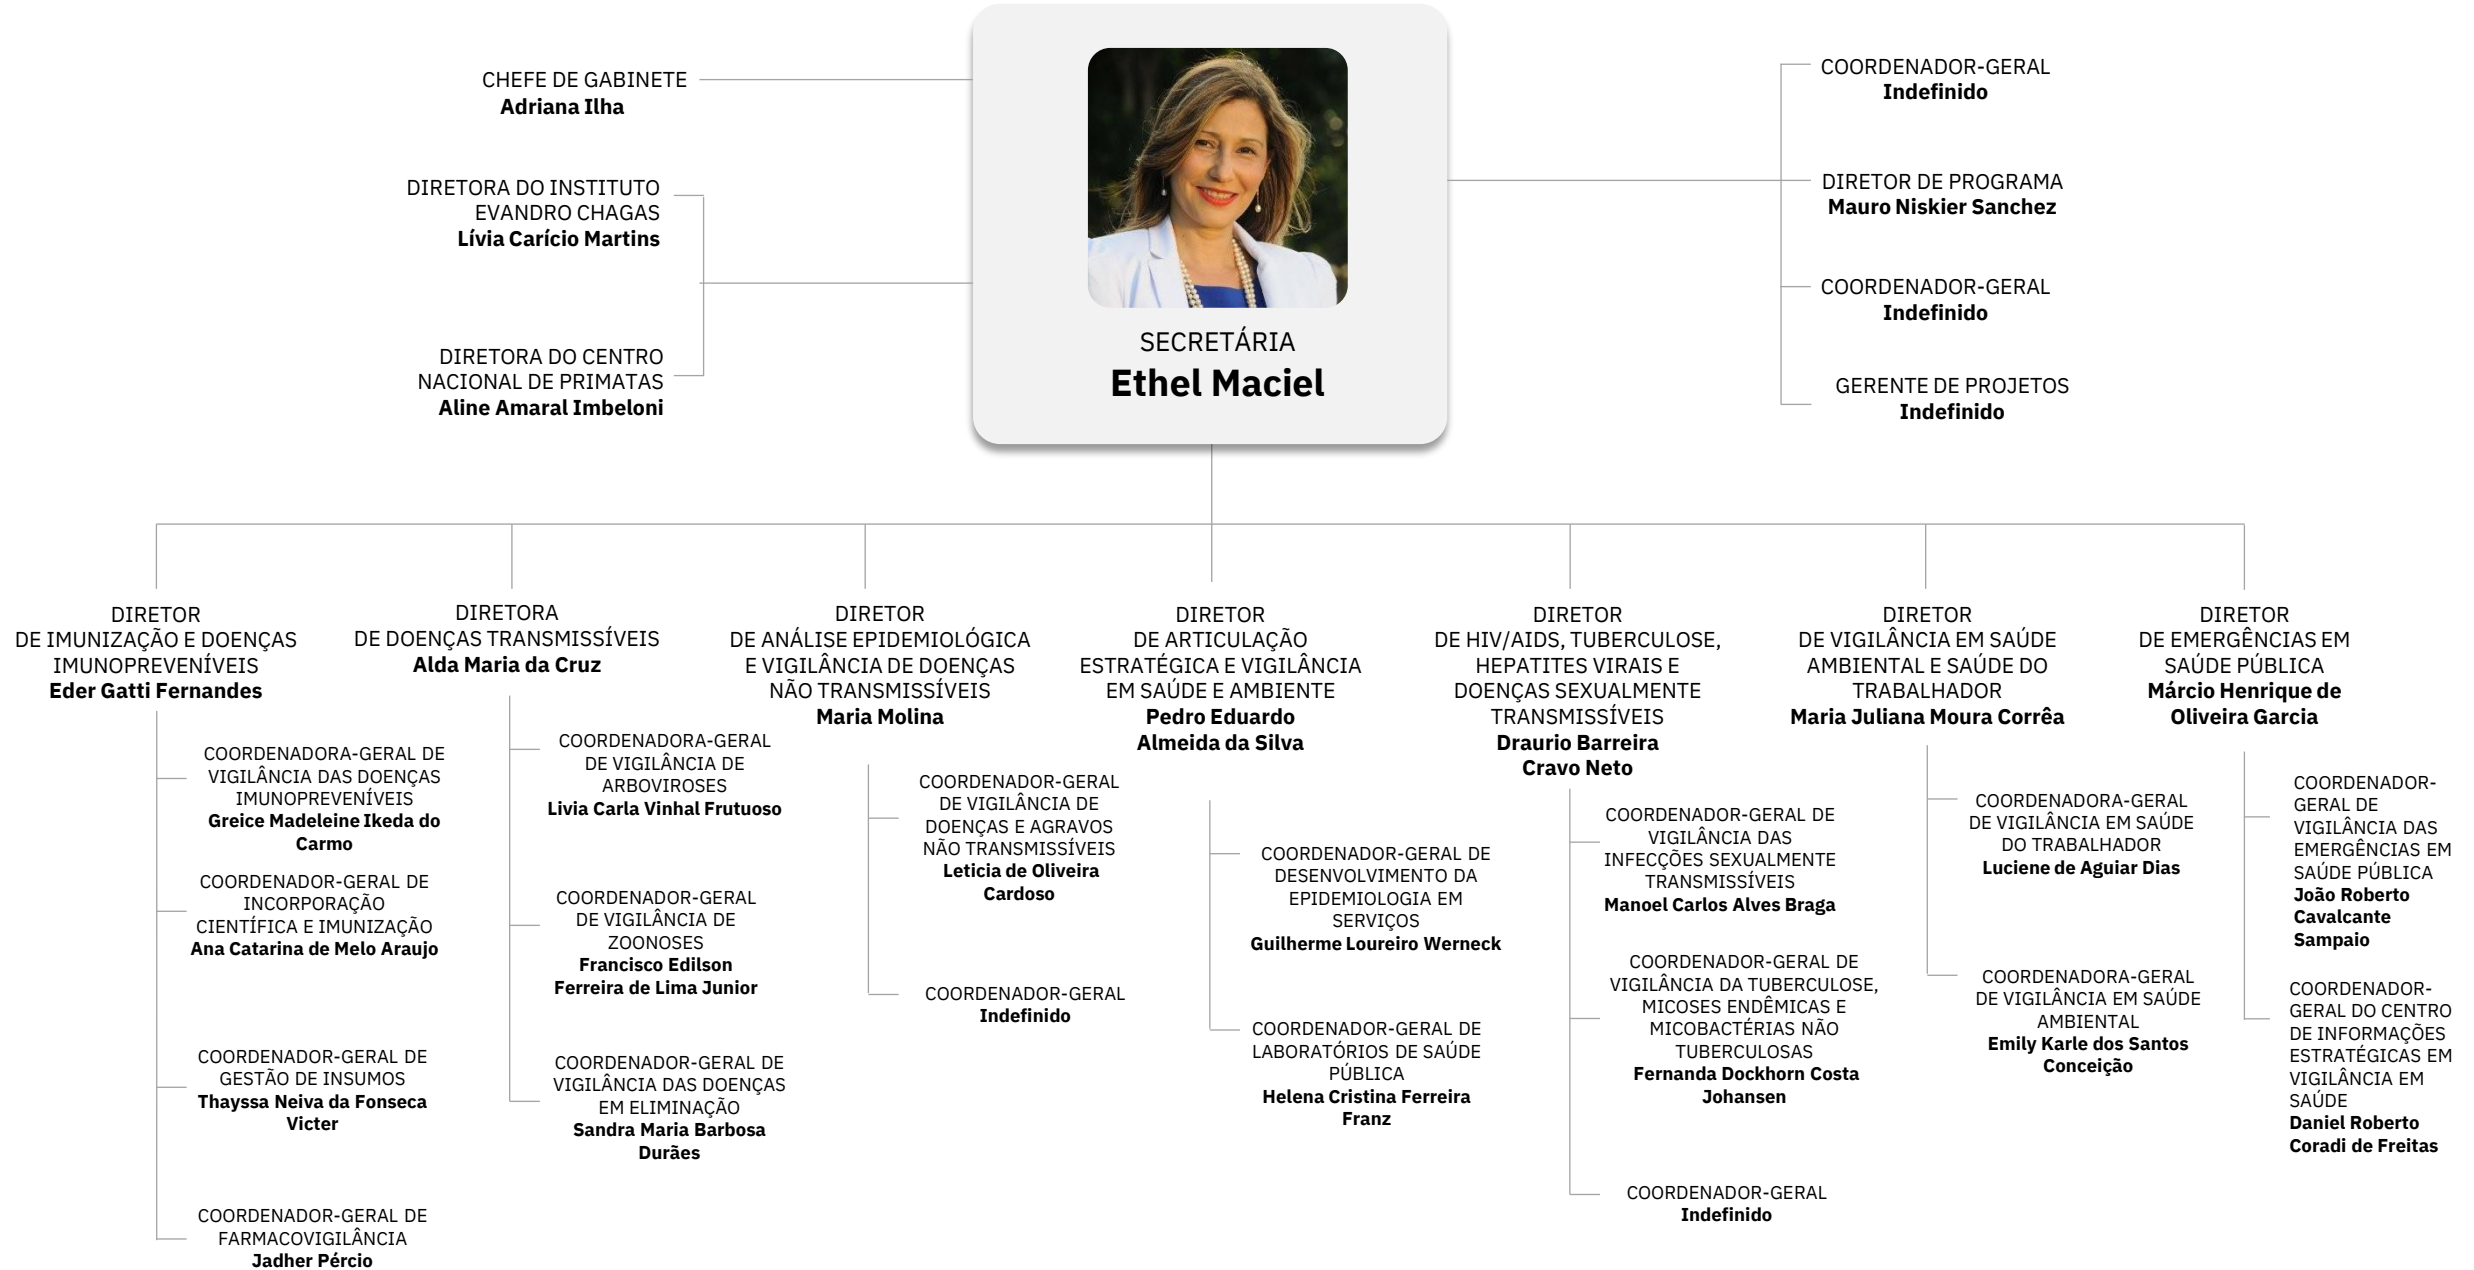 CHEFE DE GABINETE
Adriana Ilha
DIRETORA DO INSTITUTO
EVANDRO CHAGAS
Lívia Carício Martins
DIRETORA DO CENTRO
NACIONAL DE PRIMATAS
Aline Amaral Imbeloni
SECRETÁRIA
Ethel Maciel
COORDENADOR-GERAL
Indefinido
DIRETOR DE PROGRAMA
Mauro Niskier Sanchez
COORDENADOR-GERAL
Indefinido
GERENTE DE PROJETOS
Indefinido
DIRETOR
DE IMUNIZAÇÃO E DOENÇAS
IMUNOPREVENÍVEIS
Eder Gatti Fernandes
COORDENADORA-GERAL DE
VIGILÂNCIA DAS DOENÇAS
IMUNOPREVENÍVEIS
Greice Madeleine Ikeda do
Carmo
COORDENADOR-GERAL DE
INCORPORAÇÃO
CIENTÍFICA E IMUNIZAÇÃO
Ana Catarina de Melo Araujo
COORDENADOR-GERAL DE
GESTÃO DE INSUMOS
Thayssa Neiva da Fonseca
Victer
COORDENADOR-GERAL DE
FARMACOVIGILÂNCIA
Jadher Pércio
DIRETORA
DE DOENÇAS TRANSMISSÍVEIS
Alda Maria da Cruz
COORDENADORA-GERAL
DE VIGILÂNCIA DE
ARBOVIROSES
Livia Carla Vinhal Frutuoso
COORDENADOR-GERAL
DE VIGILÂNCIA DE
ZOONOSES
Francisco Edilson
Ferreira de Lima Junior
COORDENADOR-GERAL DE
VIGILÂNCIA DAS DOENÇAS
EM ELIMINAÇÃO
Sandra Maria Barbosa
Durães
DIRETOR
DE ANÁLISE EPIDEMIOLÓGICA
E VIGILÂNCIA DE DOENÇAS
NÃO TRANSMISSÍVEIS
Maria Molina
COORDENADOR-GERAL
DE VIGILÂNCIA DE
DOENÇAS E AGRAVOS
NÃO TRANSMISSÍVEIS
Leticia de Oliveira
Cardoso
COORDENADOR-GERAL
Indefinido
DIRETOR
DE ARTICULAÇÃO
ESTRATÉGICA E VIGILÂNCIA
EM SAÚDE E AMBIENTE
Pedro Eduardo
Almeida da Silva
COORDENADOR-GERAL DE
DESENVOLVIMENTO DA
EPIDEMIOLOGIA EM
SERVIÇOS
Guilherme Loureiro Werneck
COORDENADOR-GERAL DE
LABORATÓRIOS DE SAÚDE
PÚBLICA
Helena Cristina Ferreira
Franz
DIRETOR
DE HIV/AIDS, TUBERCULOSE,
HEPATITES VIRAIS E
DOENÇAS SEXUALMENTE
TRANSMISSÍVEIS
Draurio Barreira
Cravo Neto
COORDENADOR-GERAL DE
VIGILÂNCIA DAS
INFECÇÕES SEXUALMENTE
TRANSMISSÍVEIS
Manoel Carlos Alves Braga
COORDENADOR-GERAL DE
VIGILÂNCIA DA TUBERCULOSE,
MICOSES ENDÊMICAS E
MICOBACTÉRIAS NÃO
TUBERCULOSAS
Fernanda Dockhorn Costa
Johansen
COORDENADOR-GERAL
Indefinido
DIRETOR
DE VIGILÂNCIA EM SAÚDE
AMBIENTAL E SAÚDE DO
TRABALHADOR
Maria Juliana Moura Corrêa
COORDENADORA-GERAL
DE VIGILÂNCIA EM SAÚDE
DO TRABALHADOR
Luciene de Aguiar Dias
COORDENADORA-GERAL
DE VIGILÂNCIA EM SAÚDE
AMBIENTAL
Emily Karle dos Santos
Conceição
DIRETOR
DE EMERGÊNCIAS EM
SAÚDE PÚBLICA
Márcio Henrique de
Oliveira Garcia
COORDENADOR-
GERAL DE
VIGILÂNCIA DAS
EMERGÊNCIAS EM
SAÚDE PÚBLICA
João Roberto
Cavalcante
Sampaio
COORDENADOR-
GERAL DO CENTRO
DE INFORMAÇÕES
ESTRATÉGICAS EM
VIGILÂNCIA EM
SAÚDE
Daniel Roberto
Coradi de Freitas